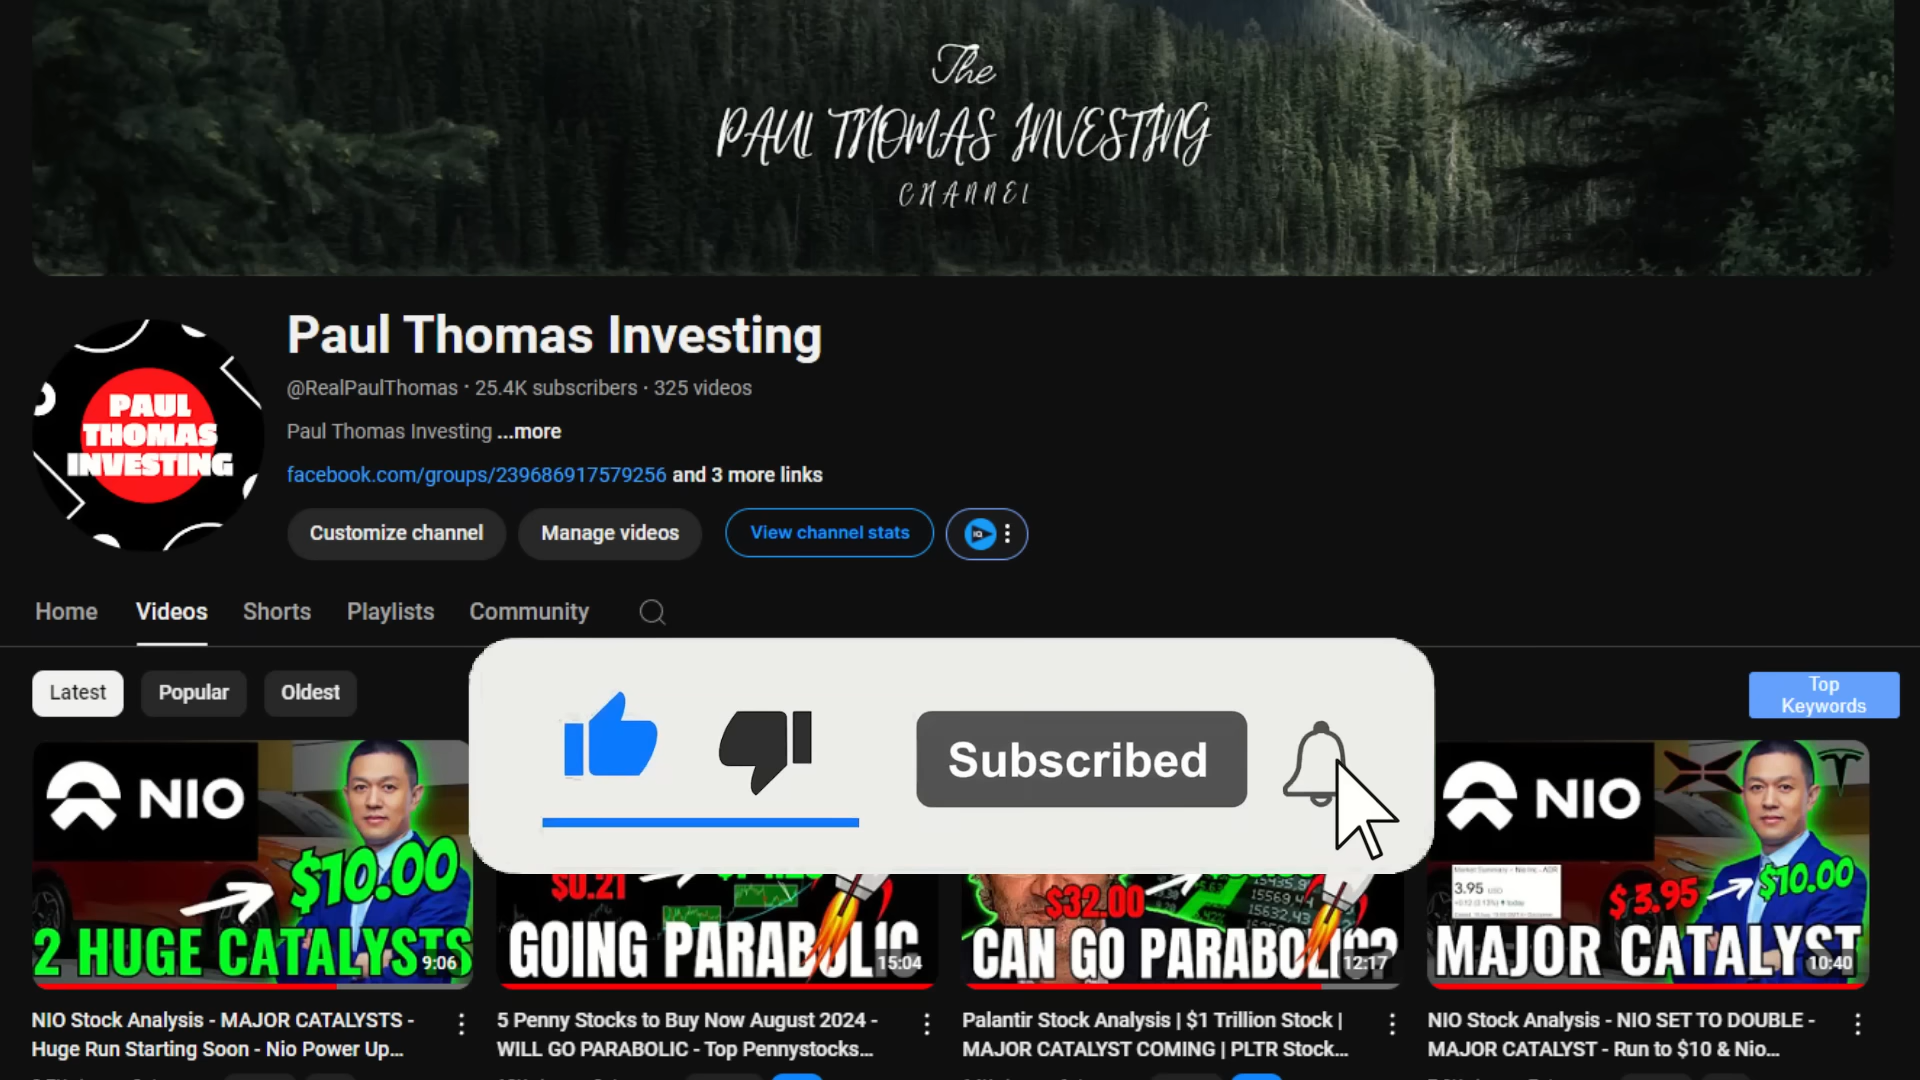 The
PAUL THOMAS INVESTING
CHANNEL
Paul Thomas Investing
@RealPaulThomas · 25.4K subscribers · 325 videos
PAUL
THOMAS
INVESTING
Paul Thomas Investing ...more
facebook.com/groups/239686917579256 and 3 more links
Customize channel
Manage videos
View channel stats
IQ
Home
Videos
Shorts
Playlists
Community
Latest
Popular
Oldest
Top
Keywords
Subscribed
NIO
$10.00
2 HUGE CATALYSTS
9:06
$0.21
GOING PARABOLIC
15:04
$32.00
15632.43
CAN GO PARABOLIC?
12:17
NIO
3.95 USD
$3.95
$10.00
MAJOR CATALYST
10:40
NIO Stock Analysis - MAJOR CATALYSTS -
Huge Run Starting Soon - Nio Power Up...
5 Penny Stocks to Buy Now August 2024 -
WILL GO PARABOLIC - Top Pennystocks...
Palantir Stock Analysis | $1 Trillion Stock |
MAJOR CATALYST COMING | PLTR Stock...
NIO Stock Analysis - NIO SET TO DOUBLE -
MAJOR CATALYST - Run to $10 & Nio...